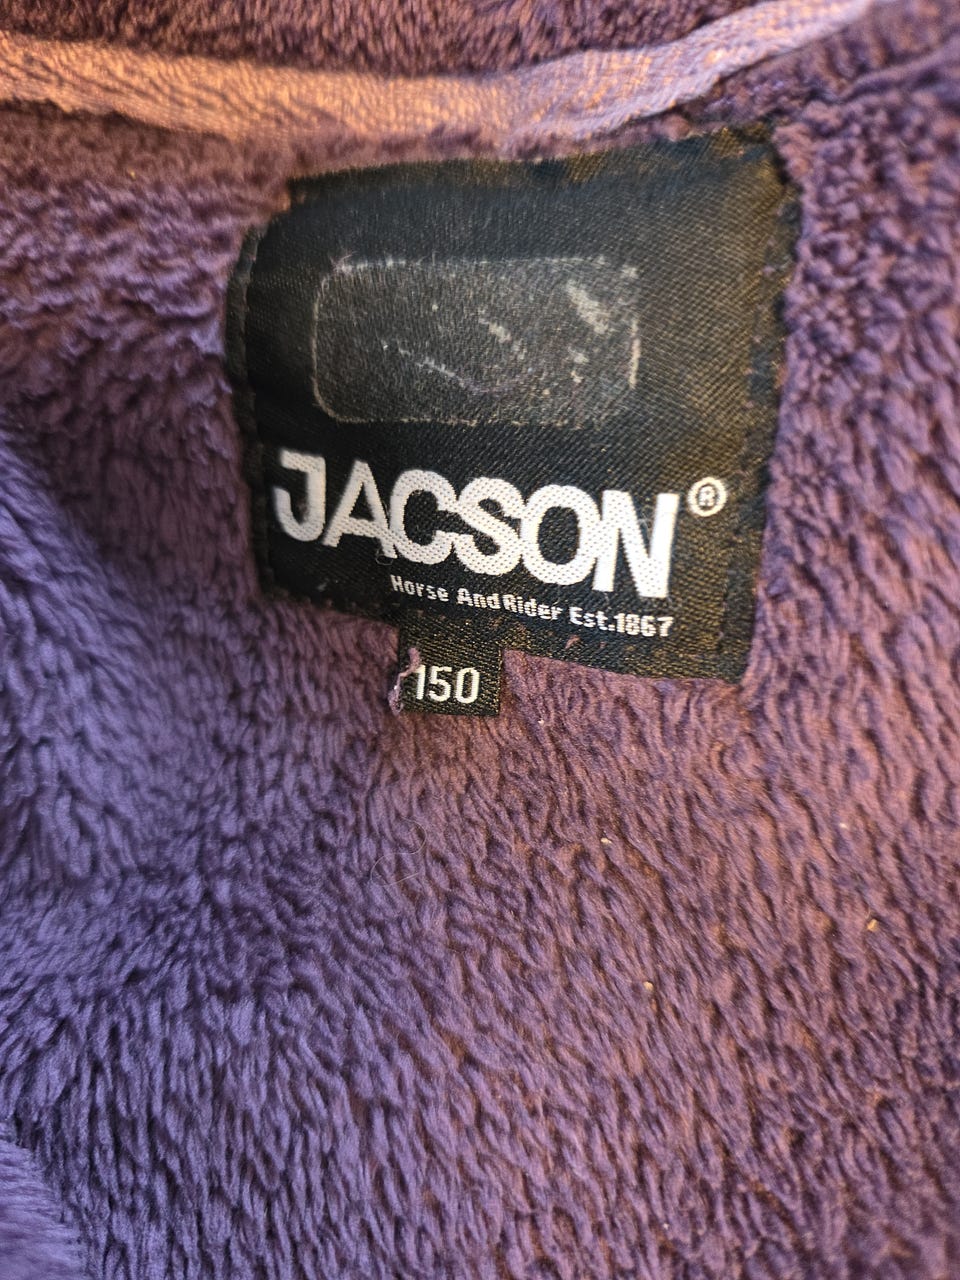 JACSON®
Horse And Rider Est.1867
150